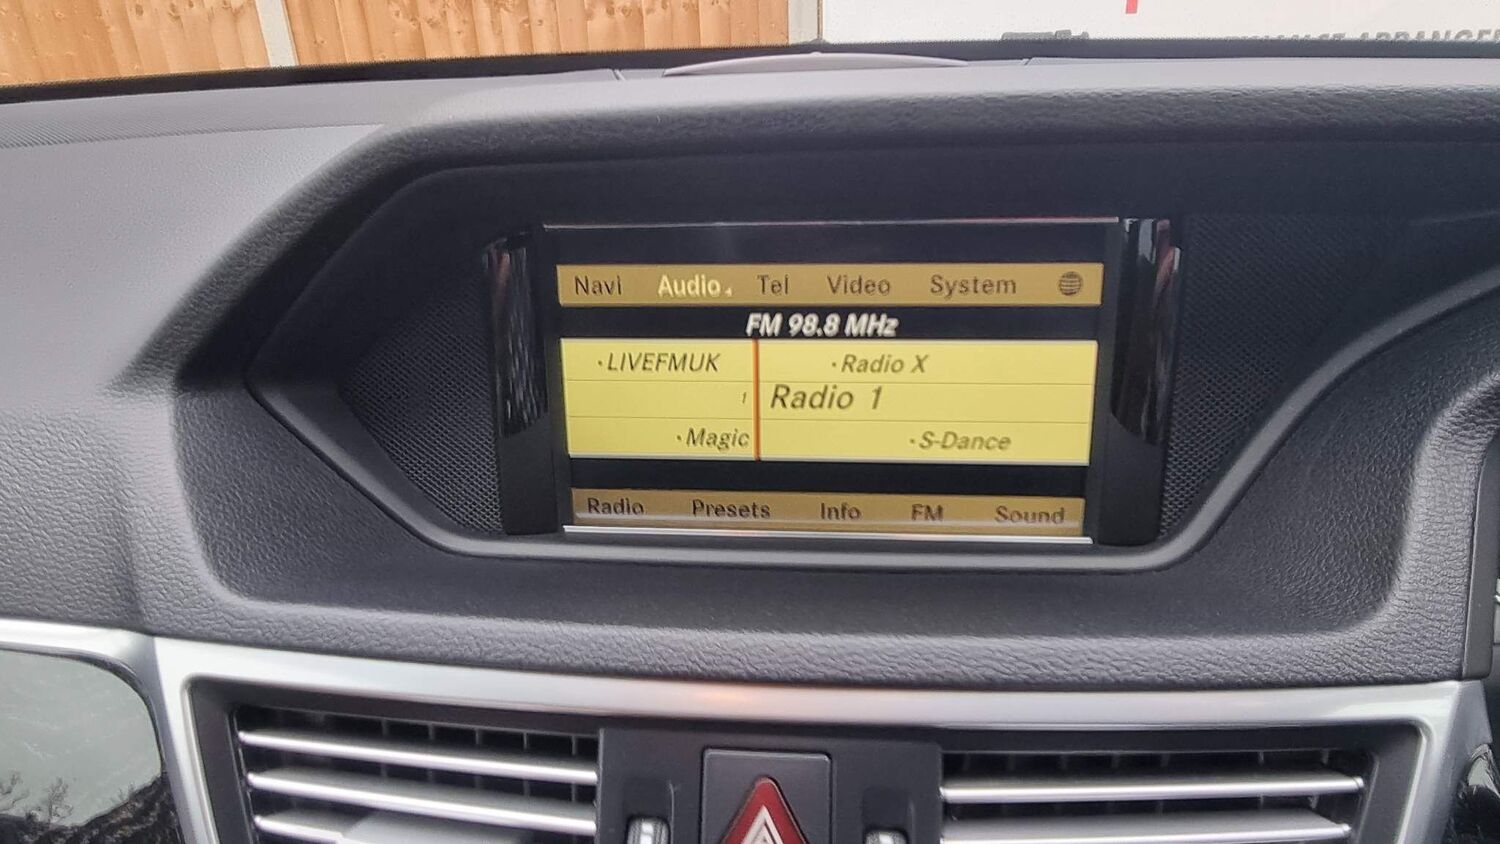 Navi Audio Tel Video System
FM 98.8 MHz
·LIVEFMUK ·Radio X
1 Radio 1
·Magic ·S-Dance
Radio Presets Info FM Sound